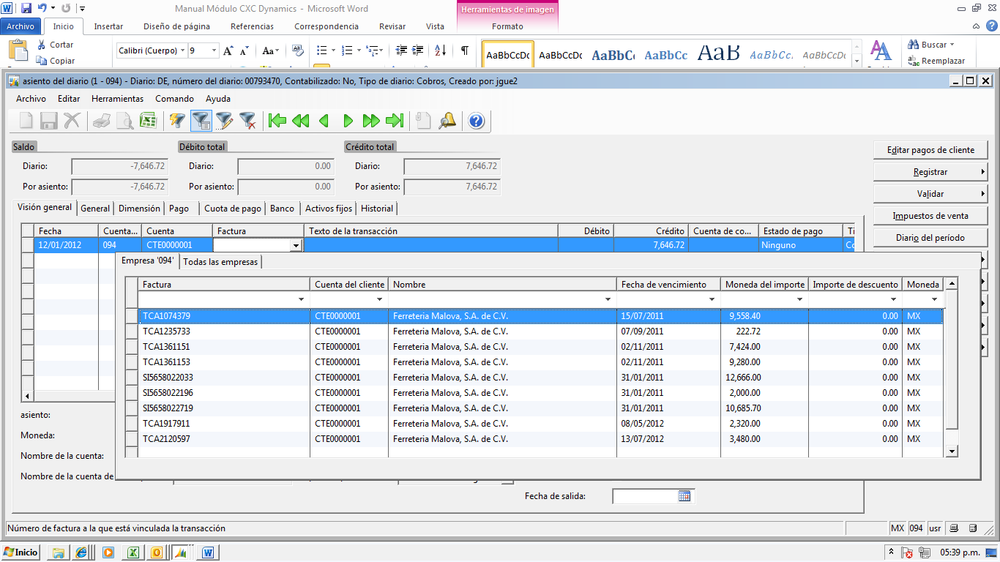 Manual Módulo CXC Dynamics - Microsoft Word
Herramientas de imagen
Archivo Inicio Insertar Diseño de página Referencias Correspondencia Revisar Vista Formato
Cortar
Copiar
Calibri (Cuerpo) 9
AaBbCcDc AaBbCcDc AaBbC AaBbCc AaB AaBbCc. AaBbCcDc
Buscar
Reemplazar
asiento del diario (1 - 094) - Diario: DE, número del diario: 00793470, Contabilizado: No, Tipo de diario: Cobros, Creado por: jgue2
Archivo Editar Herramientas Comando Ayuda
Saldo Débito total Crédito total
Diario: -7,646.72 Diario: 0.00 Diario: 7,646.72
Por asiento: -7,646.72 Por asiento: 0.00 Por asiento: 7,646.72
Editar pagos de cliente
Registrar
Validar
Impuestos de venta
Diario del período
Visión general General Dimensión Pago Cuota de pago Banco Activos fijos Historial
Fecha Cuenta... Cuenta Factura Texto de la transacción Débito Crédito Cuenta de co... Estado de pago Ti
12/01/2012 094 CTE0000001 7,646.72 Ninguno Co
Empresa '094' Todas las empresas
Factura Cuenta del cliente Nombre Fecha de vencimiento Moneda del importe Importe de descuento Moneda
TCA1074379 CTE0000001 Ferreteria Malova, S.A. de C.V. 15/07/2011 9,558.40 0.00 MX
TCA1235733 CTE0000001 Ferreteria Malova, S.A. de C.V. 07/09/2011 222.72 0.00 MX
TCA1361151 CTE0000001 Ferreteria Malova, S.A. de C.V. 02/11/2011 7,424.00 0.00 MX
TCA1361153 CTE0000001 Ferreteria Malova, S.A. de C.V. 02/11/2011 9,280.00 0.00 MX
SI5658022033 CTE0000001 Ferreteria Malova, S.A. de C.V. 31/01/2011 12,666.00 0.00 MX
SI5658022196 CTE0000001 Ferreteria Malova, S.A. de C.V. 31/01/2011 2,000.00 0.00 MX
SI5658022719 CTE0000001 Ferreteria Malova, S.A. de C.V. 31/01/2011 10,685.70 0.00 MX
TCA1917911 CTE0000001 Ferreteria Malova, S.A. de C.V. 08/05/2012 2,320.00 0.00 MX
TCA2120597 CTE0000001 Ferreteria Malova, S.A. de C.V. 13/07/2012 3,480.00 0.00 MX
asiento:
Moneda:
Nombre de la cuenta:
Nombre de la cuenta de
Fecha de salida:
Número de factura a la que está vinculada la transacción
MX 094 usr
Inicio
05:39 p.m.